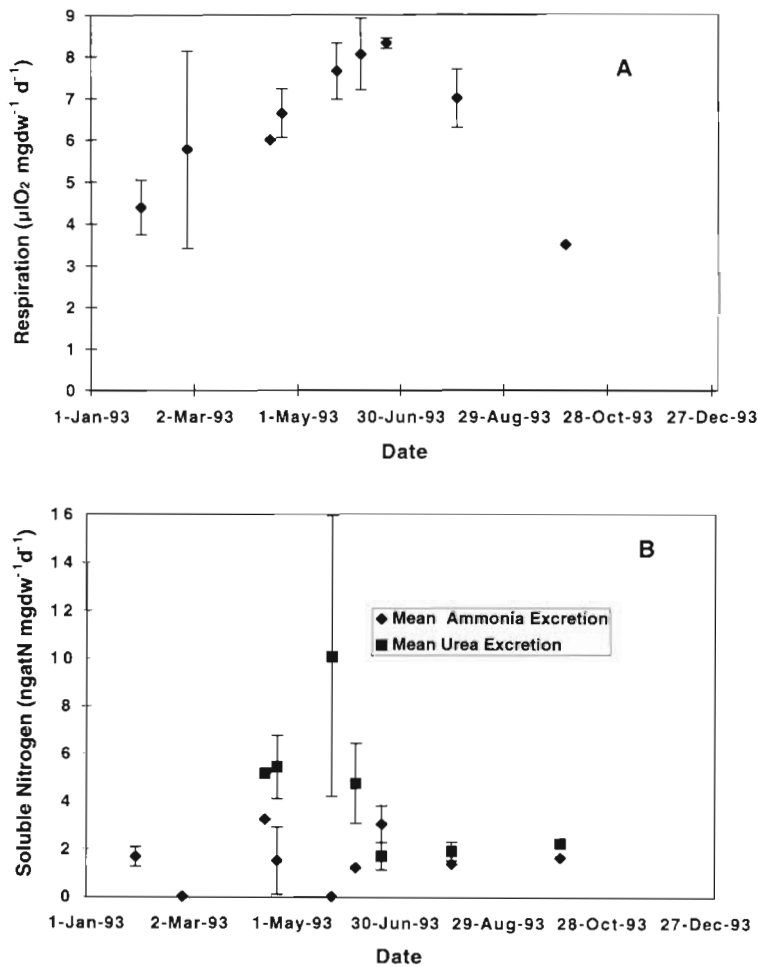 9
8
7
6
5
4
3
2
1
0
Respiration (µlO₂ mgdw⁻¹ d⁻¹)
A
1-Jan-93 2-Mar-93 1-May-93 30-Jun-93 29-Aug-93 28-Oct-93 27-Dec-93
Date
16
14
12
10
8
6
4
2
0
Soluble Nitrogen (ngatN mgdw⁻¹d⁻¹)
B
Mean Ammonia Excretion
Mean Urea Excretion
1-Jan-93 2-Mar-93 1-May-93 30-Jun-93 29-Aug-93 28-Oct-93 27-Dec-93
Date